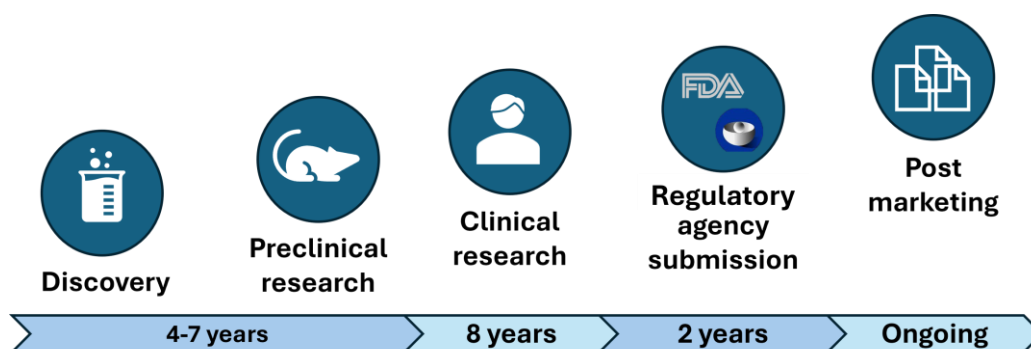 Discovery
Preclinical
research
Clinical
research
FDA
Regulatory
agency
submission
Post
marketing
4-7 years
8 years
2 years
Ongoing